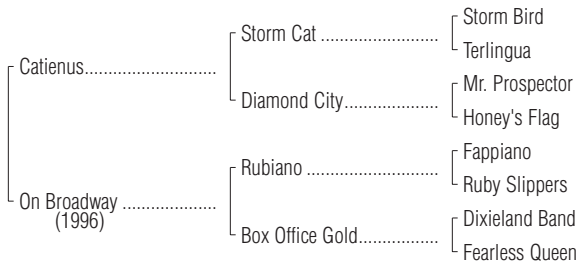 Storm Bird
Storm Cat ........................
Terlingua
Catienus...........................
Mr. Prospector
Diamond City...................
Honey's Flag
Fappiano
Rubiano ...........................
Ruby Slippers
On Broadway ...................
(1996)
Dixieland Band
Box Office Gold................
Fearless Queen